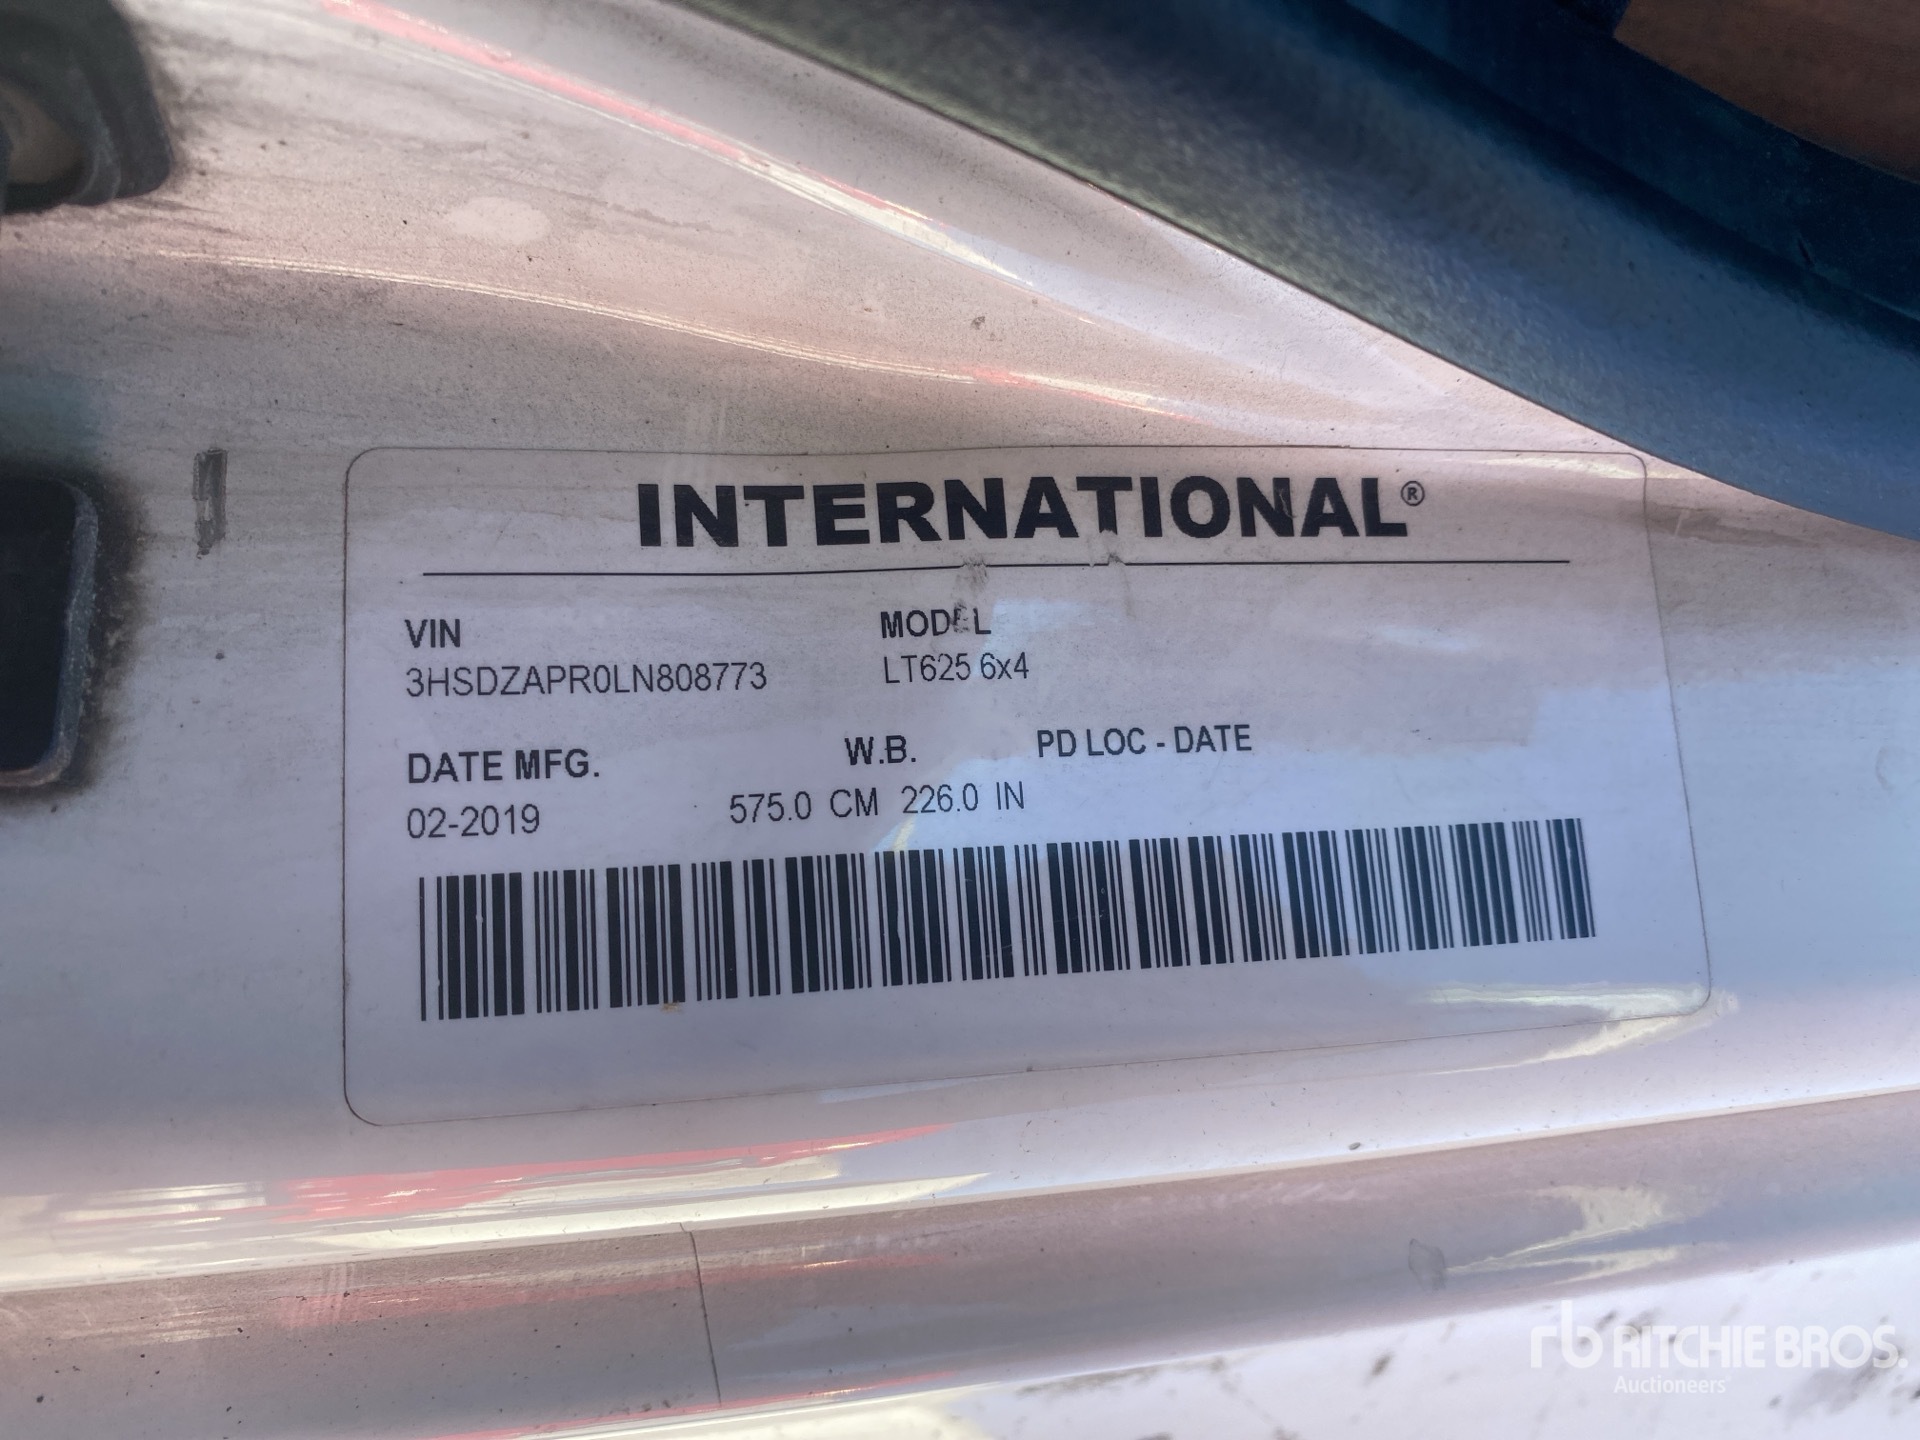 INTERNATIONAL®
VIN MODEL
3HSDZAPR0LN808773 LT625 6x4
DATE MFG. W.B. PD LOC - DATE
02-2019 575.0 CM 226.0 IN
rb RITCHIE BROS.
Auctioneers